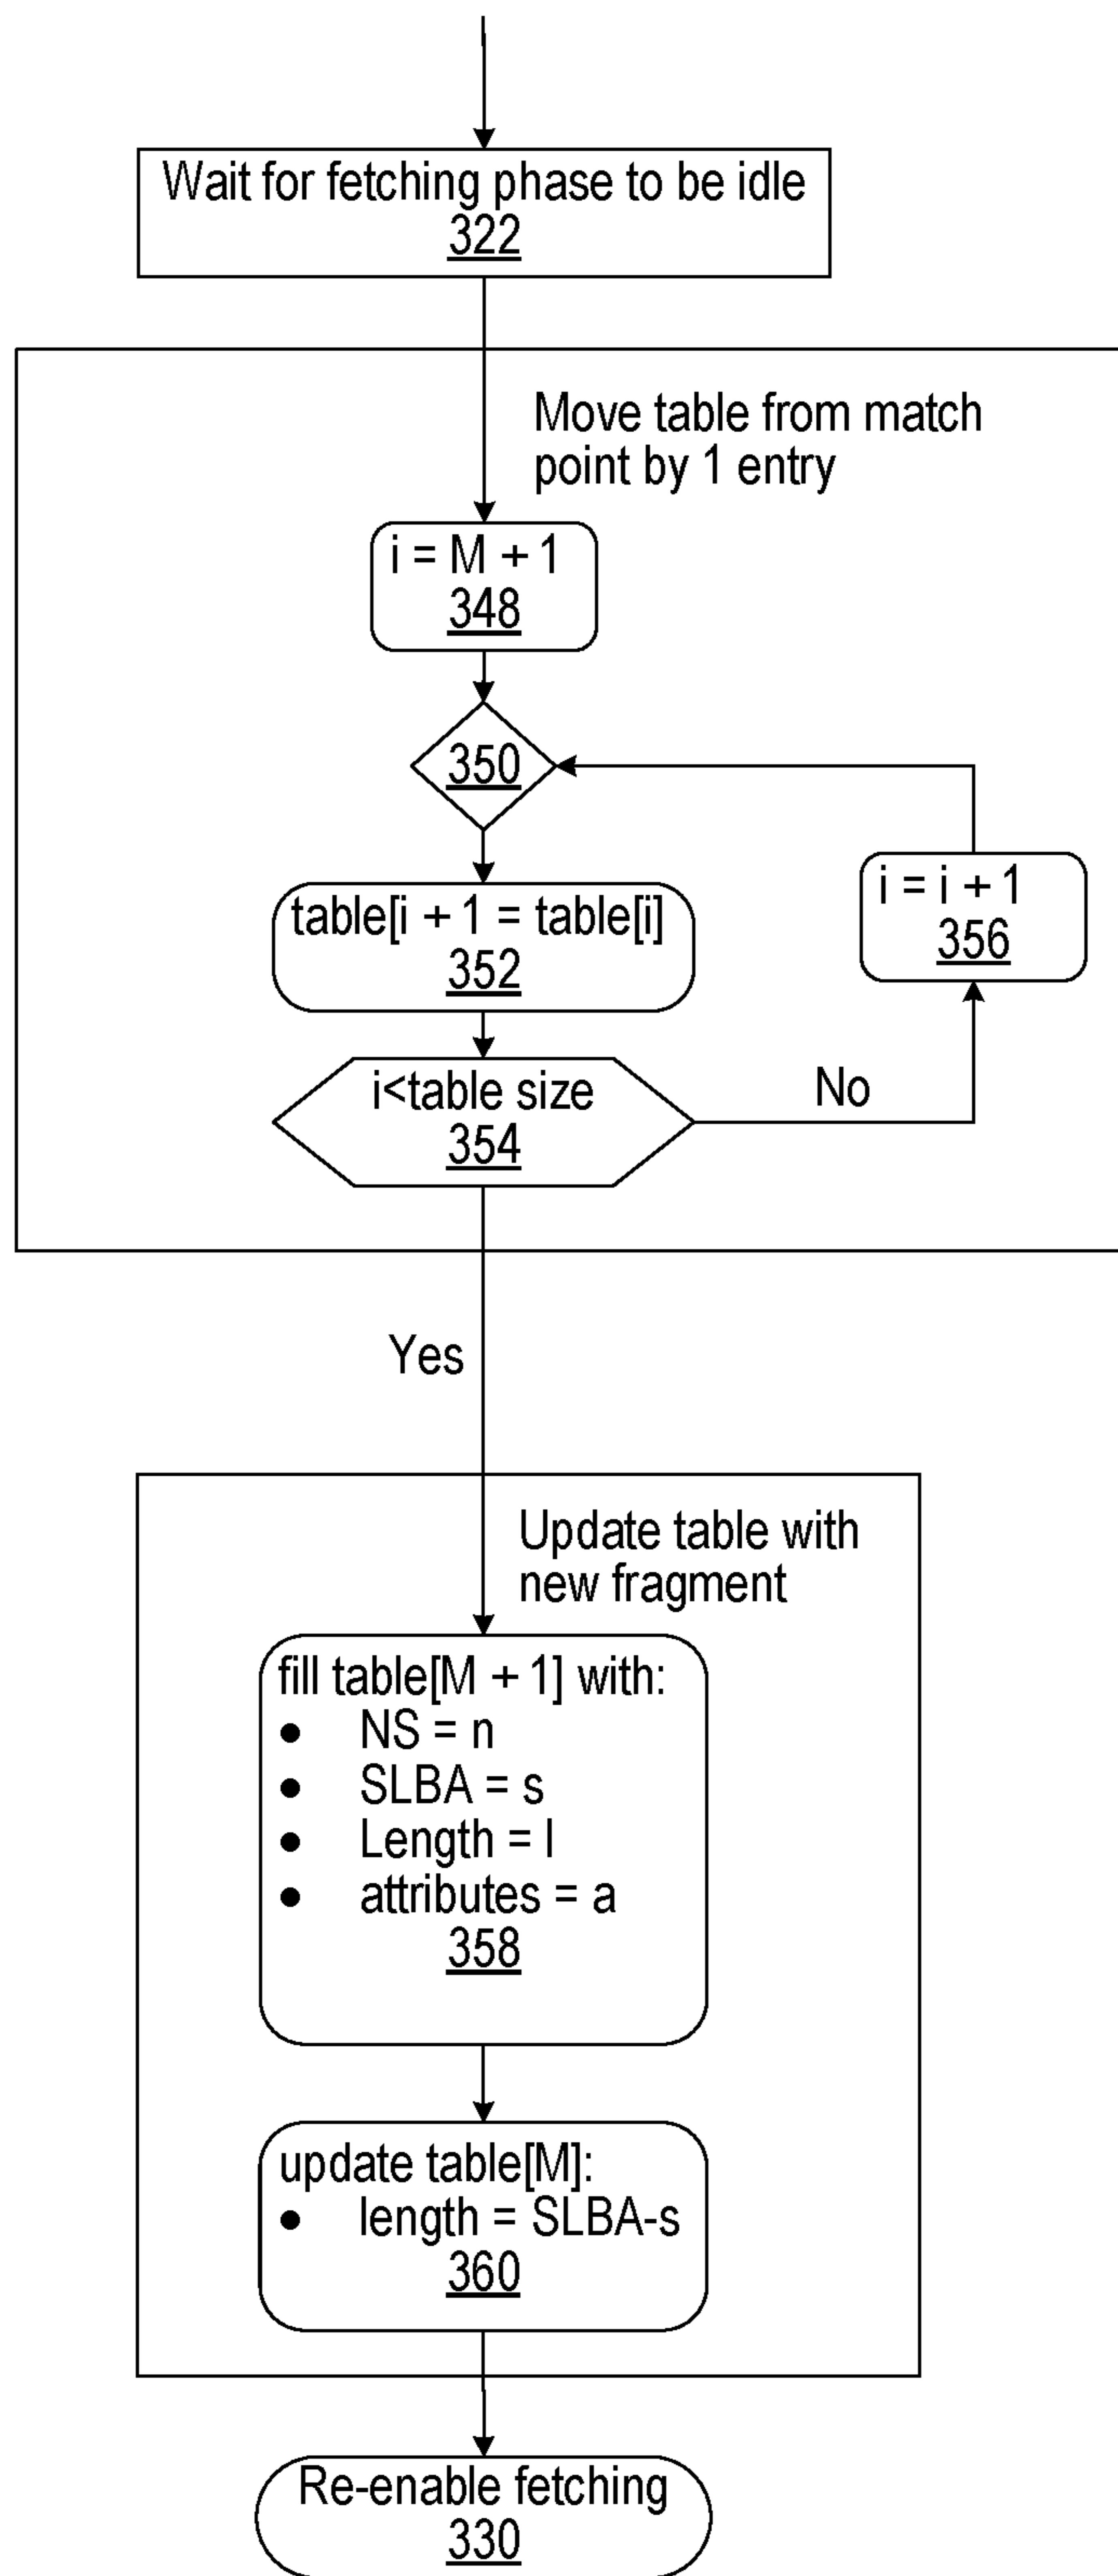 Wait for fetching phase to be idle
322
Move table from match
point by 1 entry
i = M + 1
348
350
table[i + 1 = table[i]
352
i = i + 1
356
i<table size
354
No
Yes
Update table with
new fragment
fill table[M + 1] with:
● NS = n
● SLBA = s
● Length = l
● attributes = a
358
update table[M]:
● length = SLBA-s
360
Re-enable fetching
330